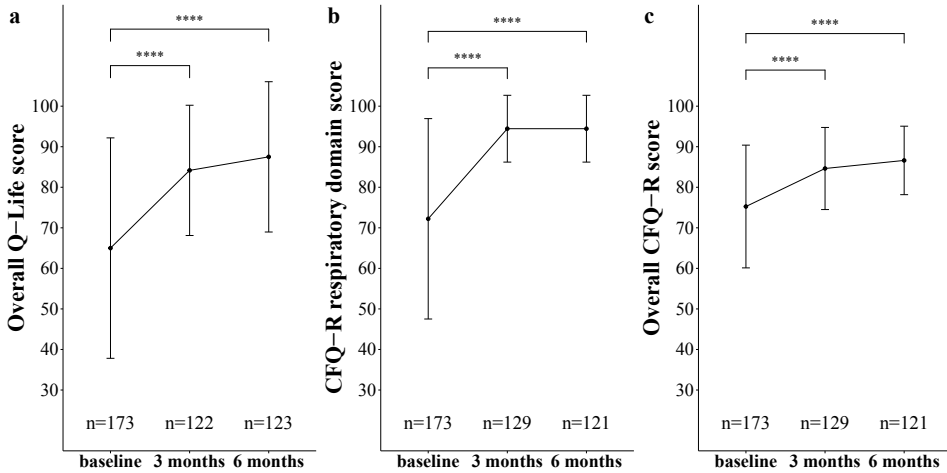 a
****
****
Overall Q−Life score
100
90
80
70
60
50
40
30
n=173 n=122 n=123
baseline 3 months 6 months
b
****
****
CFQ−R respiratory domain score
100
90
80
70
60
50
40
30
n=173 n=129 n=121
baseline 3 months 6 months
c
****
****
Overall CFQ−R score
100
90
80
70
60
50
40
30
n=173 n=129 n=121
baseline 3 months 6 months